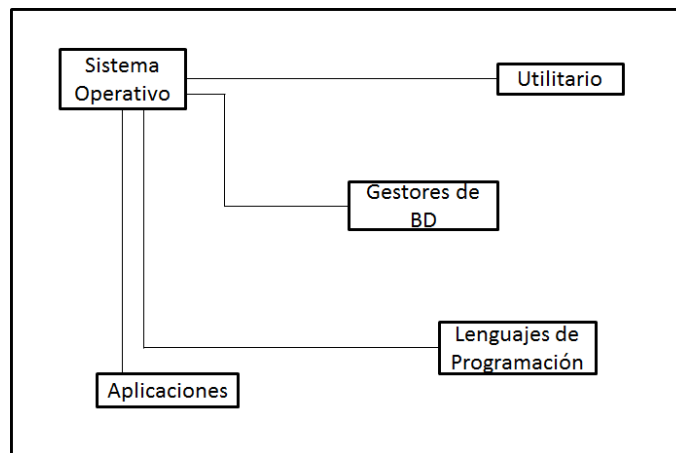 Sistema
Operativo
Utilitario
Gestores de
BD
Lenguajes de
Programación
Aplicaciones